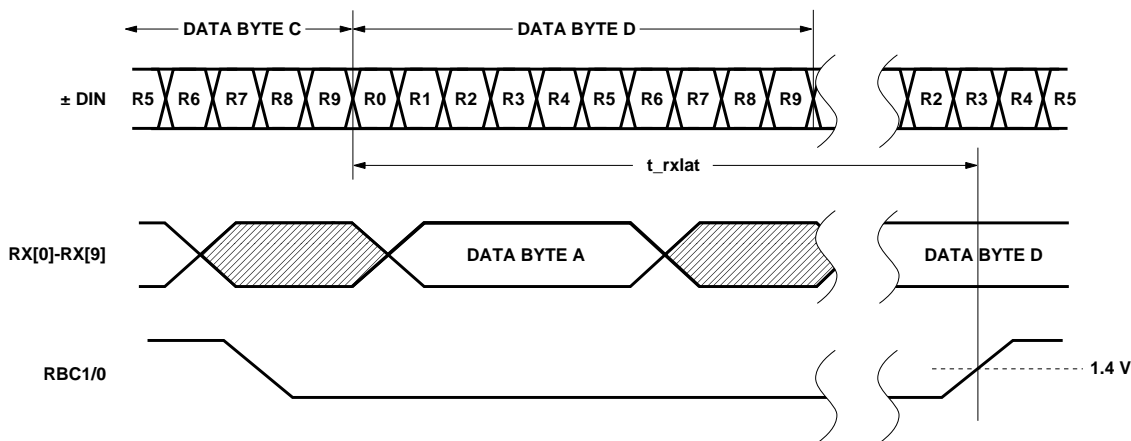 DATA BYTE C DATA BYTE D
± DIN R5 R6 R7 R8 R9 R0 R1 R2 R3 R4 R5 R6 R7 R8 R9 R2 R3 R4 R5
t_rxlat
RX[0]-RX[9] DATA BYTE A DATA BYTE D
RBC1/0 1.4 V